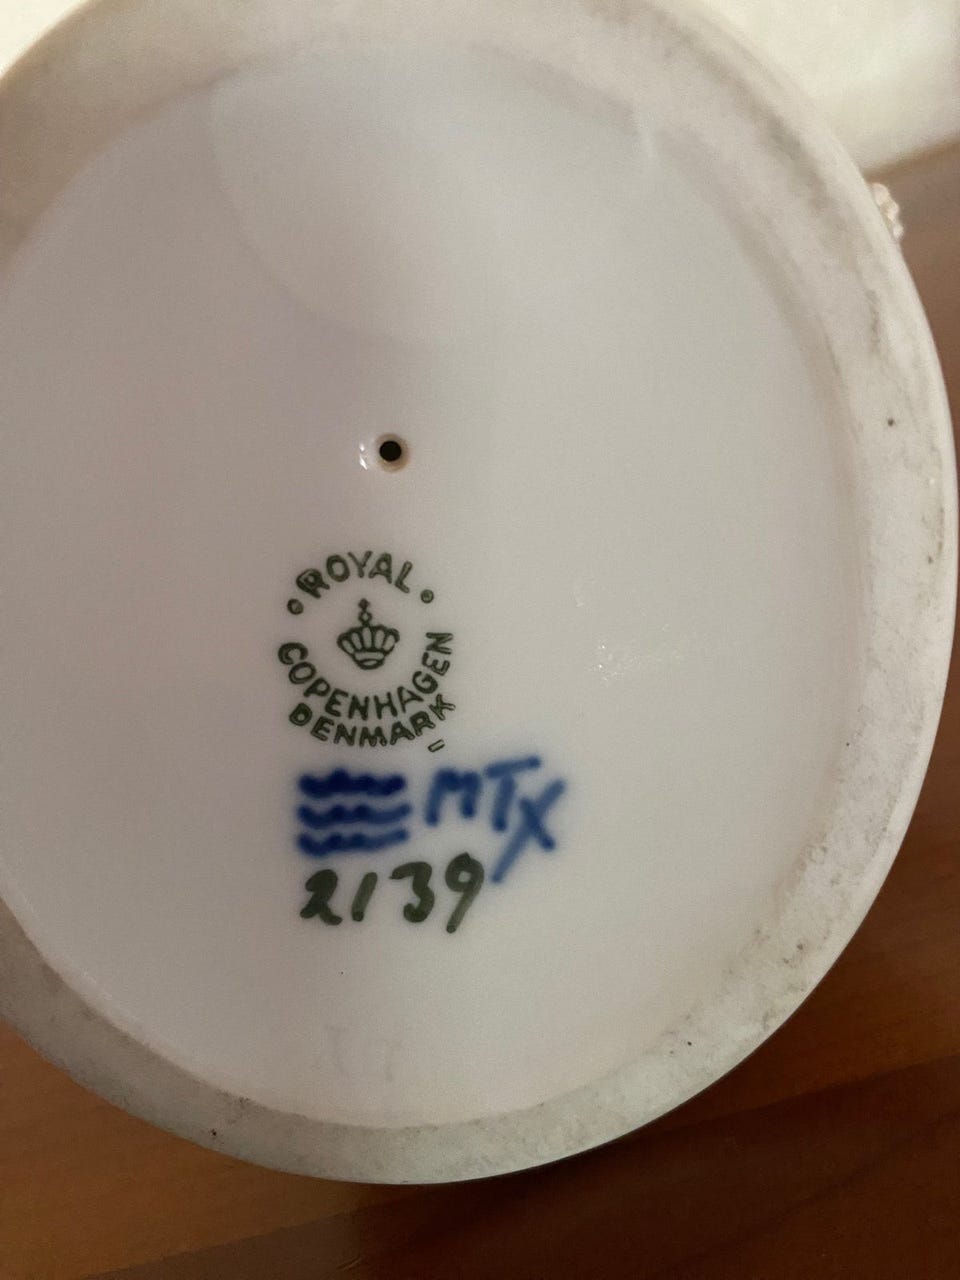 ROYAL
COPENHAGEN
DENMARK
MTX
2139